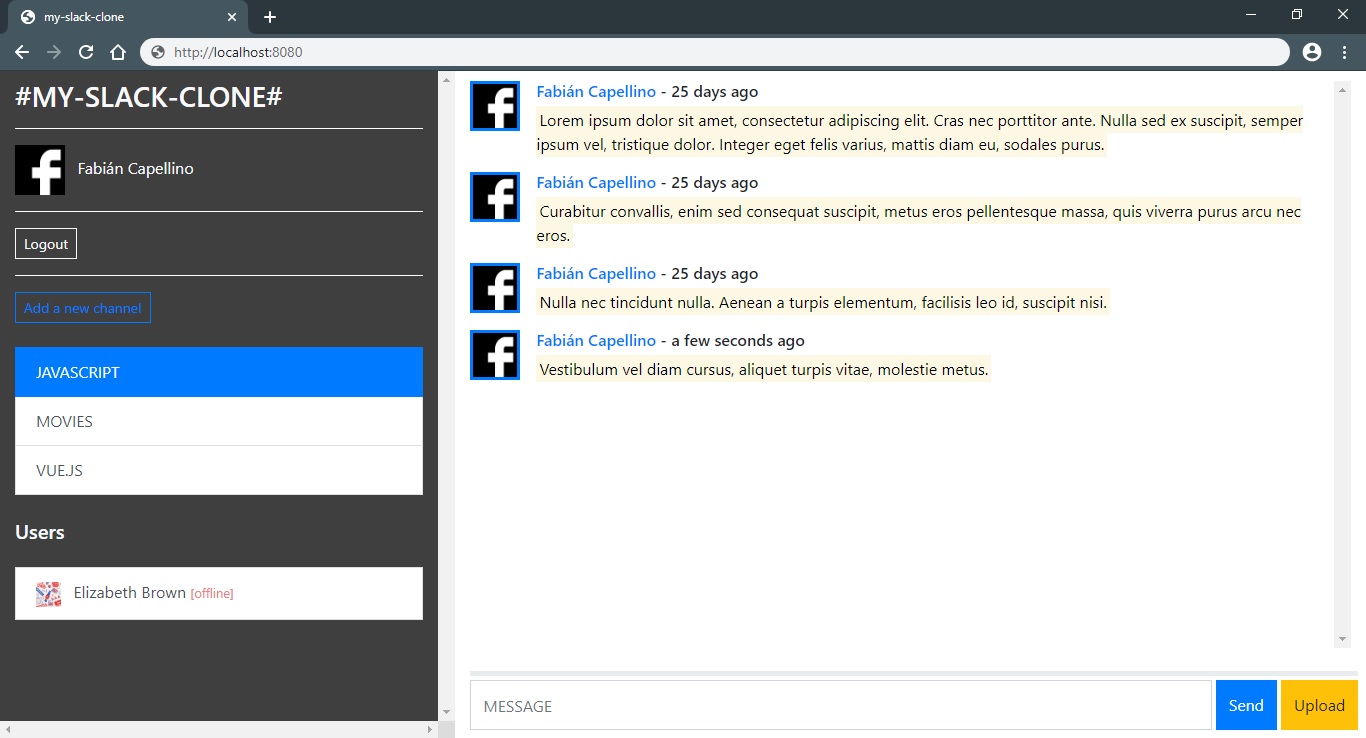 my-slack-clone
http://localhost:8080
#MY-SLACK-CLONE#
Fabián Capellino
Logout
Add a new channel
JAVASCRIPT
MOVIES
VUE.JS
Users
Elizabeth Brown [offline]
Fabián Capellino - 25 days ago
Lorem ipsum dolor sit amet, consectetur adipiscing elit. Cras nec porttitor ante. Nulla sed ex suscipit, semper
ipsum vel, tristique dolor. Integer eget felis varius, mattis diam eu, sodales purus.
Fabián Capellino - 25 days ago
Curabitur convallis, enim sed consequat suscipit, metus eros pellentesque massa, quis viverra purus arcu nec
eros.
Fabián Capellino - 25 days ago
Nulla nec tincidunt nulla. Aenean a turpis elementum, facilisis leo id, suscipit nisi.
Fabián Capellino - a few seconds ago
Vestibulum vel diam cursus, aliquet turpis vitae, molestie metus.
MESSAGE
Send
Upload